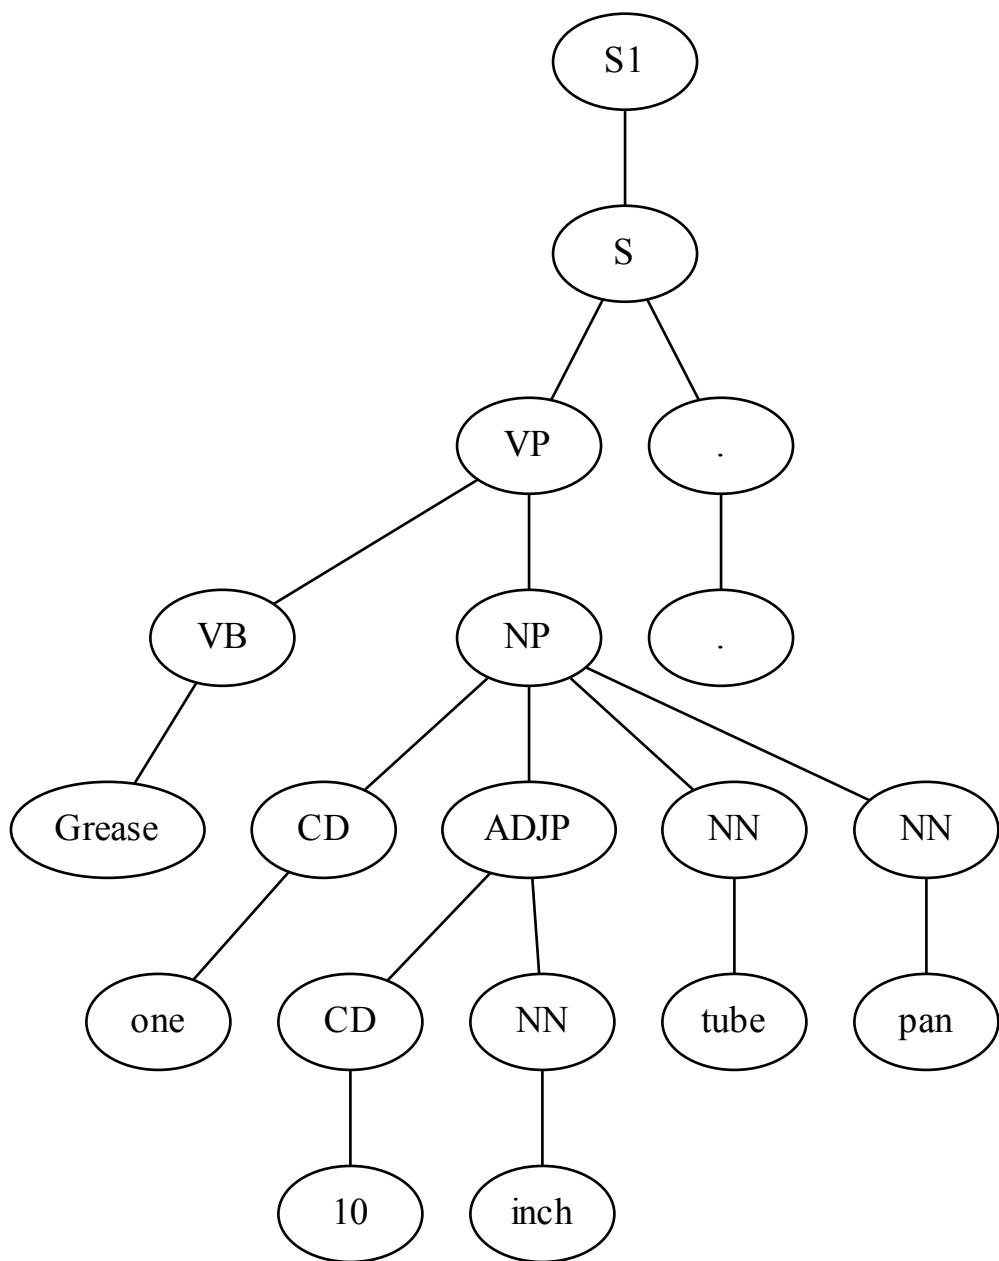 S1
S
VP .
VB NP .
Grease CD ADJP NN NN
one CD NN tube pan
10 inch